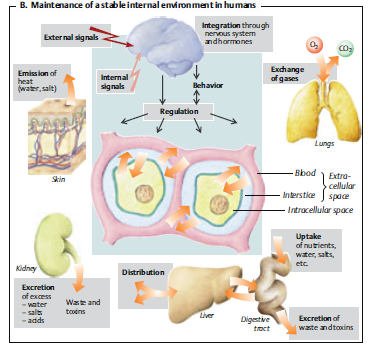 B. Maintenance of a stable internal environment in humans
External signals
Integration through
nervous system
and hormones
O2
CO2
Internal
signals
Behavior
Emission of
heat
(water, salt)
Exchange
of gases
Regulation
Lungs
Skin
Blood
Interstice
Extra-
cellular
space
Intracellular space
Kidney
Excretion
of excess
– water
– salts
– acids
Waste and
toxins
Distribution
Liver
Digestive
tract
Uptake
of nutrients,
water, salts,
etc.
Excretion of
waste and toxins